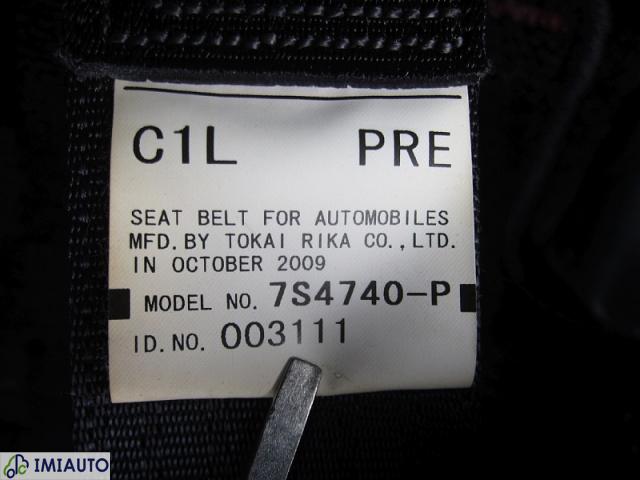 C1L PRE
SEAT BELT FOR AUTOMOBILES
MFD. BY TOKAI RIKA CO., LTD.
IN OCTOBER 2009
MODEL NO. 7S4740-P
ID. NO. 003111
IMIAUTO